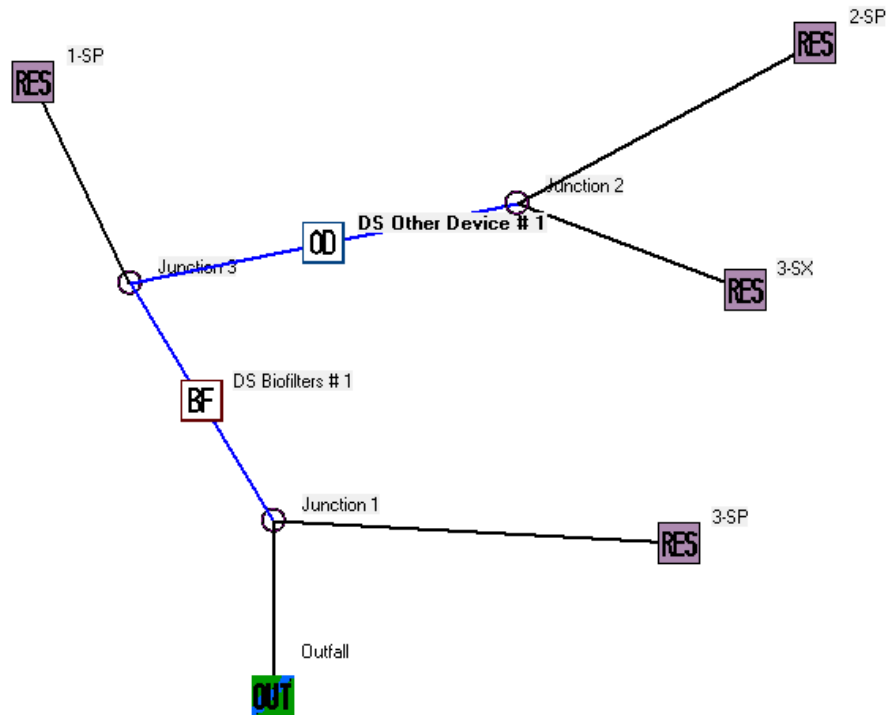 2-SP
1-SP
RES
RES
Junction 2
DS Other Device # 1
OD
Junction 3
3-SX
RES
DS Biofilters # 1
BF
Junction 1
3-SP
RES
Outfall
OUT